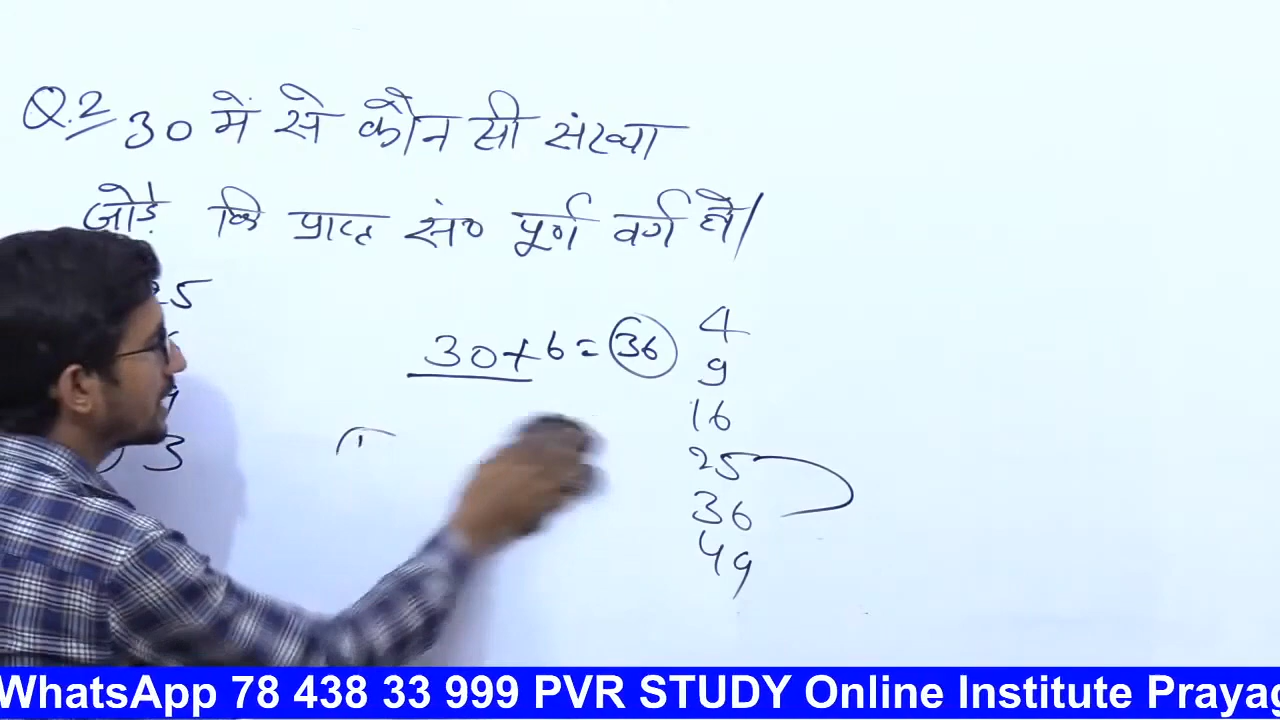 Q.2 30 में से कौन सी संख्या
जोड़े कि प्राप्त सं० पूर्ण वर्ग हो।
30+6=36
4
9
16
25
36
49
3
WhatsApp 78 438 33 999 PVR STUDY Online Institute Prayag